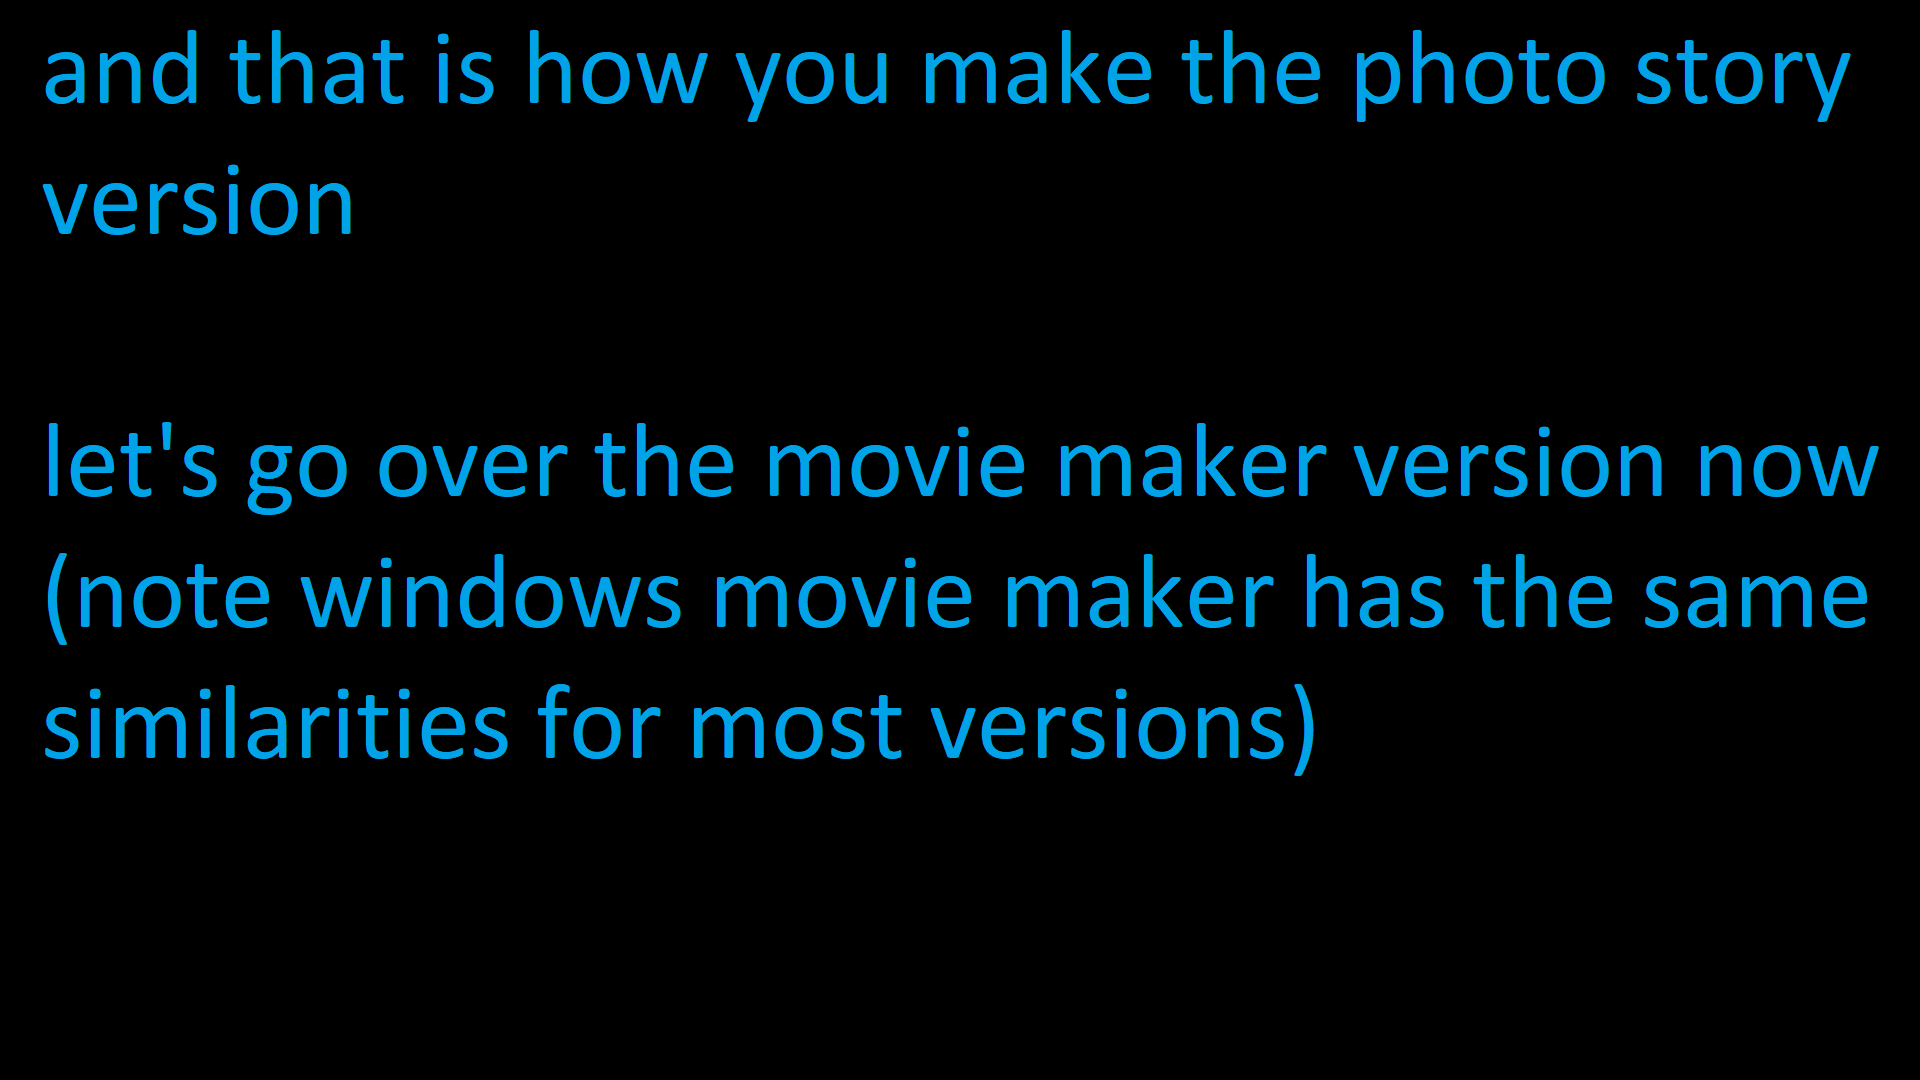 and that is how you make the photo story
version
let's go over the movie maker version now
(note windows movie maker has the same
similarities for most versions)